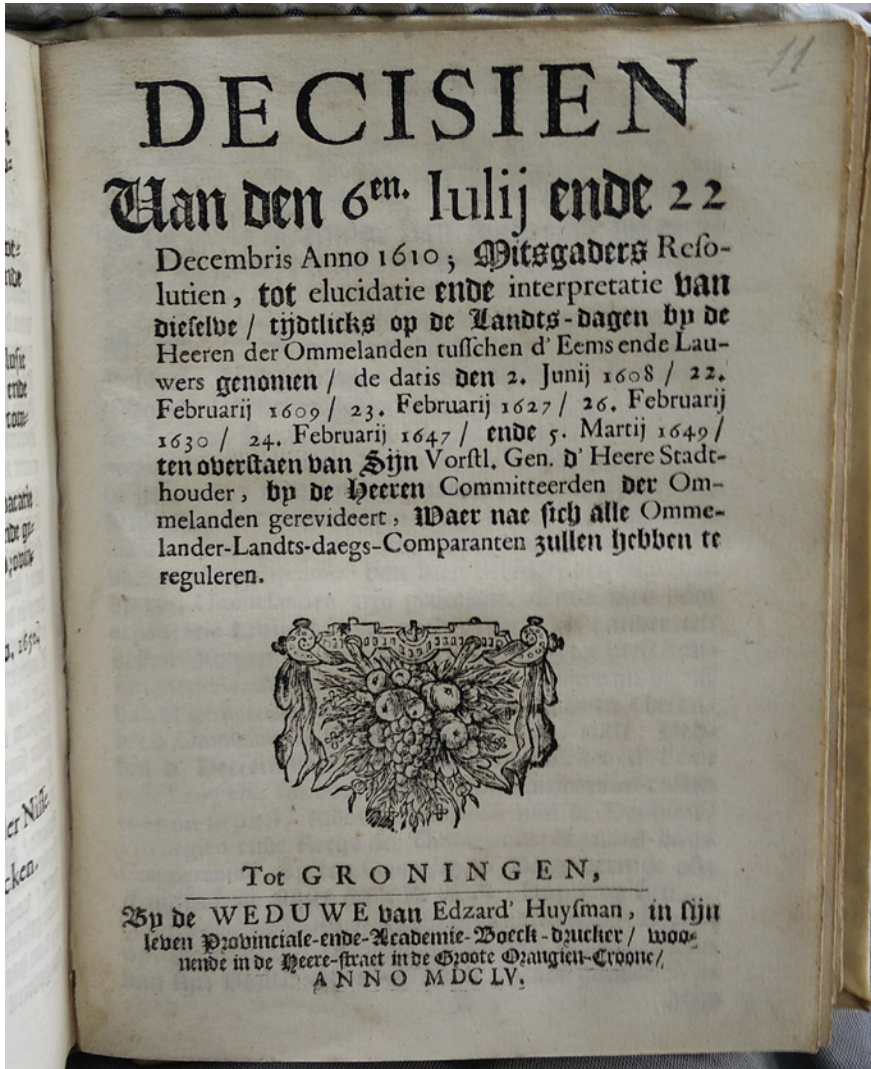 11
DECISIEN
Van den 6en. Iulij ende 22
Decembris Anno 1610; Mitsgaders Reſo-
lutien, tot elucidatie ende interpretatie van
dieſelve / tijdtlicks op de Landts-dagen by de
Heeren der Ommelanden tuſſchen d'Eems ende Lau-
wers genomen / de datis den 2. Junij 1608 / 22.
Februarij 1609 / 23. Februarij 1627 / 26. Februarij
1630 / 24. Februarij 1647 / ende 5. Martij 1649 /
ten overſtaen van Sijn Vorſtl. Gen. d'Heere Stadt-
houder, by de Heeren Committeerden der Om-
melanden gerevideert, Waer nae ſich alle Omme-
lander-Landts-daegs-Comparanten zullen hebben te
reguleren.
Tot GRONINGEN,
By de WEDUWE van Edzard' Huyſman, in ſijn
leven Provinciale-ende-Academie-Boeck-drucker / woo-
nende in de Heere-ſtraet in de Groote Orangien-Croone /
ANNO MDCLV.
ende
1650.
er Niſſe.
cken.